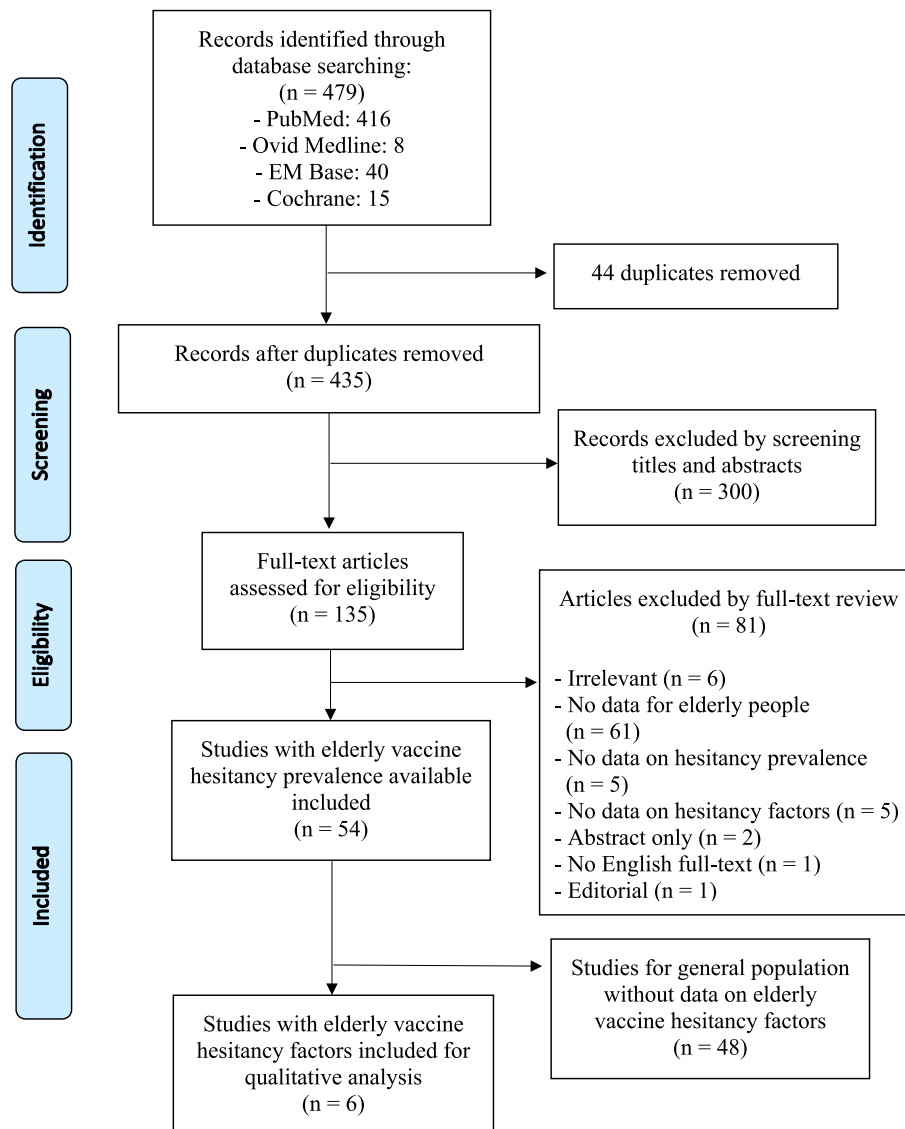 Identification
Records identified through
database searching:
(n = 479)
- PubMed: 416
- Ovid Medline: 8
- EM Base: 40
- Cochrane: 15
44 duplicates removed
Screening
Records after duplicates removed
(n = 435)
Records excluded by screening
titles and abstracts
(n = 300)
Eligibility
Full-text articles
assessed for eligibility
(n = 135)
Articles excluded by full-text review
(n = 81)
- Irrelevant (n = 6)
- No data for elderly people
(n = 61)
- No data on hesitancy prevalence
(n = 5)
- No data on hesitancy factors (n = 5)
- Abstract only (n = 2)
- No English full-text (n = 1)
- Editorial (n = 1)
Included
Studies with elderly vaccine
hesitancy prevalence available
included
(n = 54)
Studies for general population
without data on elderly
vaccine hesitancy factors
(n = 48)
Studies with elderly vaccine
hesitancy factors included for
qualitative analysis
(n = 6)